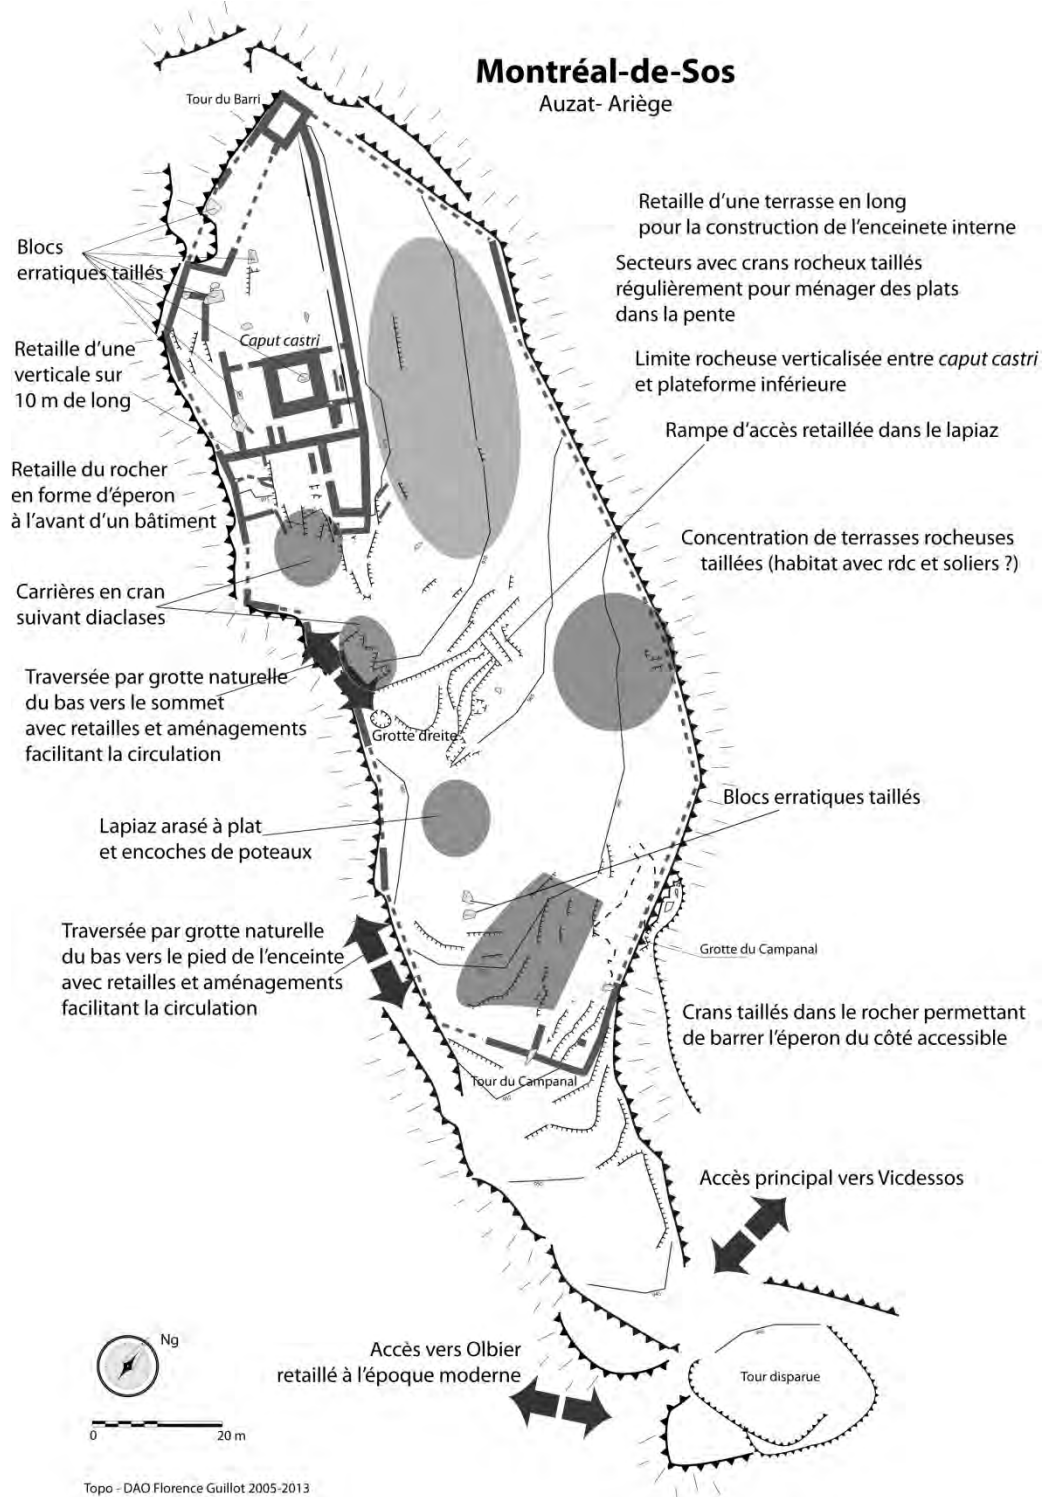 Montréal-de-Sos
Auzat- Ariège
Tour du Barri
Retaille d'une terrasse en long
pour la construction de l'enceinete interne
Blocs
erratiques taillés
Secteurs avec crans rocheux taillés
régulièrement pour ménager des plats
dans la pente
Caput castri
Retaille d'une
verticale sur
10 m de long
Limite rocheuse verticalisée entre caput castri
et plateforme inférieure
Rampe d'accès retaillée dans le lapiaz
Retaille du rocher
en forme d'éperon
à l'avant d'un bâtiment
Concentration de terrasses rocheuses
taillées (habitat avec rdc et soliers ?)
Carrières en cran
suivant diaclases
Traversée par grotte naturelle
du bas vers le sommet
avec retailles et aménagements
facilitant la circulation
Grotte dreite
Blocs erratiques taillés
Lapiaz arasé à plat
et encoches de poteaux
Traversée par grotte naturelle
du bas vers le pied de l'enceinte
avec retailles et aménagements
facilitant la circulation
Grotte du Campanal
Crans taillés dans le rocher permettant
de barrer l'éperon du côté accessible
Tour du Campanal
Accès principal vers Vicdessos
Ng
Accès vers Olbier
retaillé à l'époque moderne
Tour disparue
0 20 m
Topo - DAO Florence Guillot 2005-2013